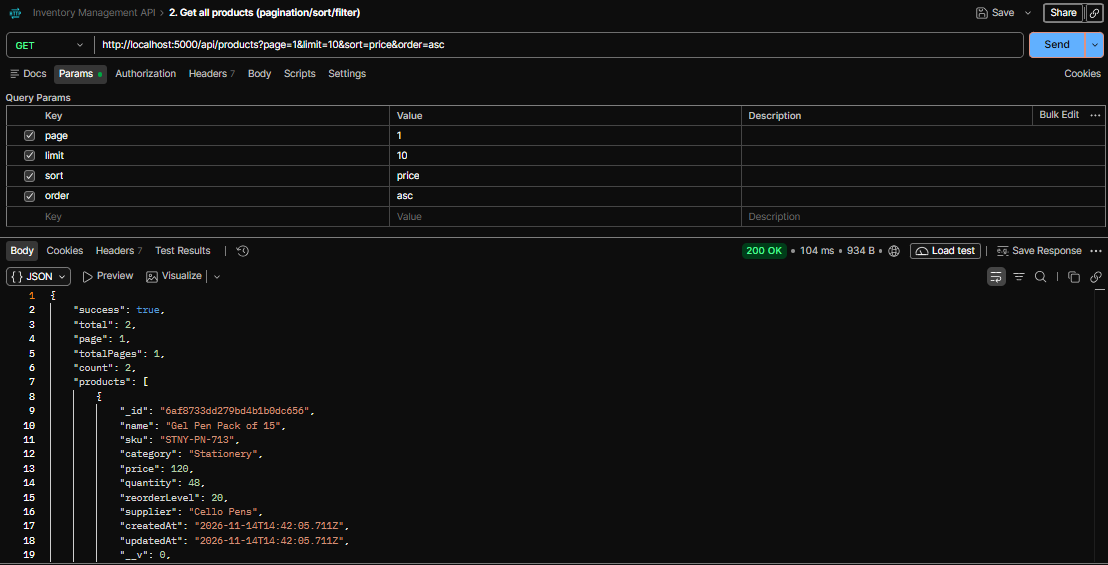 Inventory Management API > 2. Get all products (pagination/sort/filter) Save Share
GET http://localhost:5000/api/products?page=1&limit=10&sort=price&order=asc Send
Docs Params Authorization Headers 7 Body Scripts Settings Cookies
Query Params
Key Value Description Bulk Edit
page 1
limit 10
sort price
order asc
Key Value Description
Body Cookies Headers 7 Test Results 200 OK • 104 ms • 934 B • Load test e.g. Save Response
{} JSON Preview Visualize
1 {
2 "success": true,
3 "total": 2,
4 "page": 1,
5 "totalPages": 1,
6 "count": 2,
7 "products": [
8 {
9 "_id": "6af8733dd279bd4b1b0dc656",
10 "name": "Gel Pen Pack of 15",
11 "sku": "STNY-PN-713",
12 "category": "Stationery",
13 "price": 120,
14 "quantity": 48,
15 "reorderLevel": 20,
16 "supplier": "Cello Pens",
17 "createdAt": "2026-11-14T14:42:05.711Z",
18 "updatedAt": "2026-11-14T14:42:05.711Z",
19 "__v": 0,